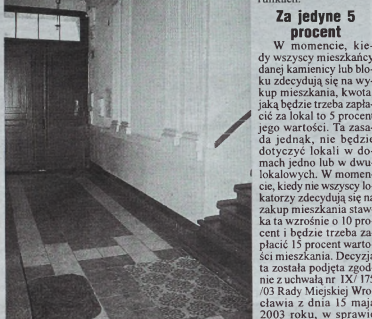 Za jedyne 5
procent
W momencie, kie-
dy wszyscy mieszkańcy
danej kamienicy lub blo-
ku zdecydują się na wy-
kup mieszkania, kwota
jaką będzie trzeba zapła-
cić za lokal to 5 procent
jego wartości. Ta zasa-
da jednak, nie będzie
dotyczyć lokali w do-
mach jedno lub w dwu-
lokalowych. W momen-
cie, kiedy nie wszyscy lo-
katorzy zdecydują się na
zakup mieszkania staw-
ka ta wzrośnie o 10 pro-
cent i będzie trzeba za-
płacić 15 procent warto-
ści mieszkania. Decyzja
ta została podjęta zgod-
nie z uchwałą nr IX/ 175
/03 Rady Miejskiej Wro-
cławia z dnia 15 maja
2003 roku, w sprawie